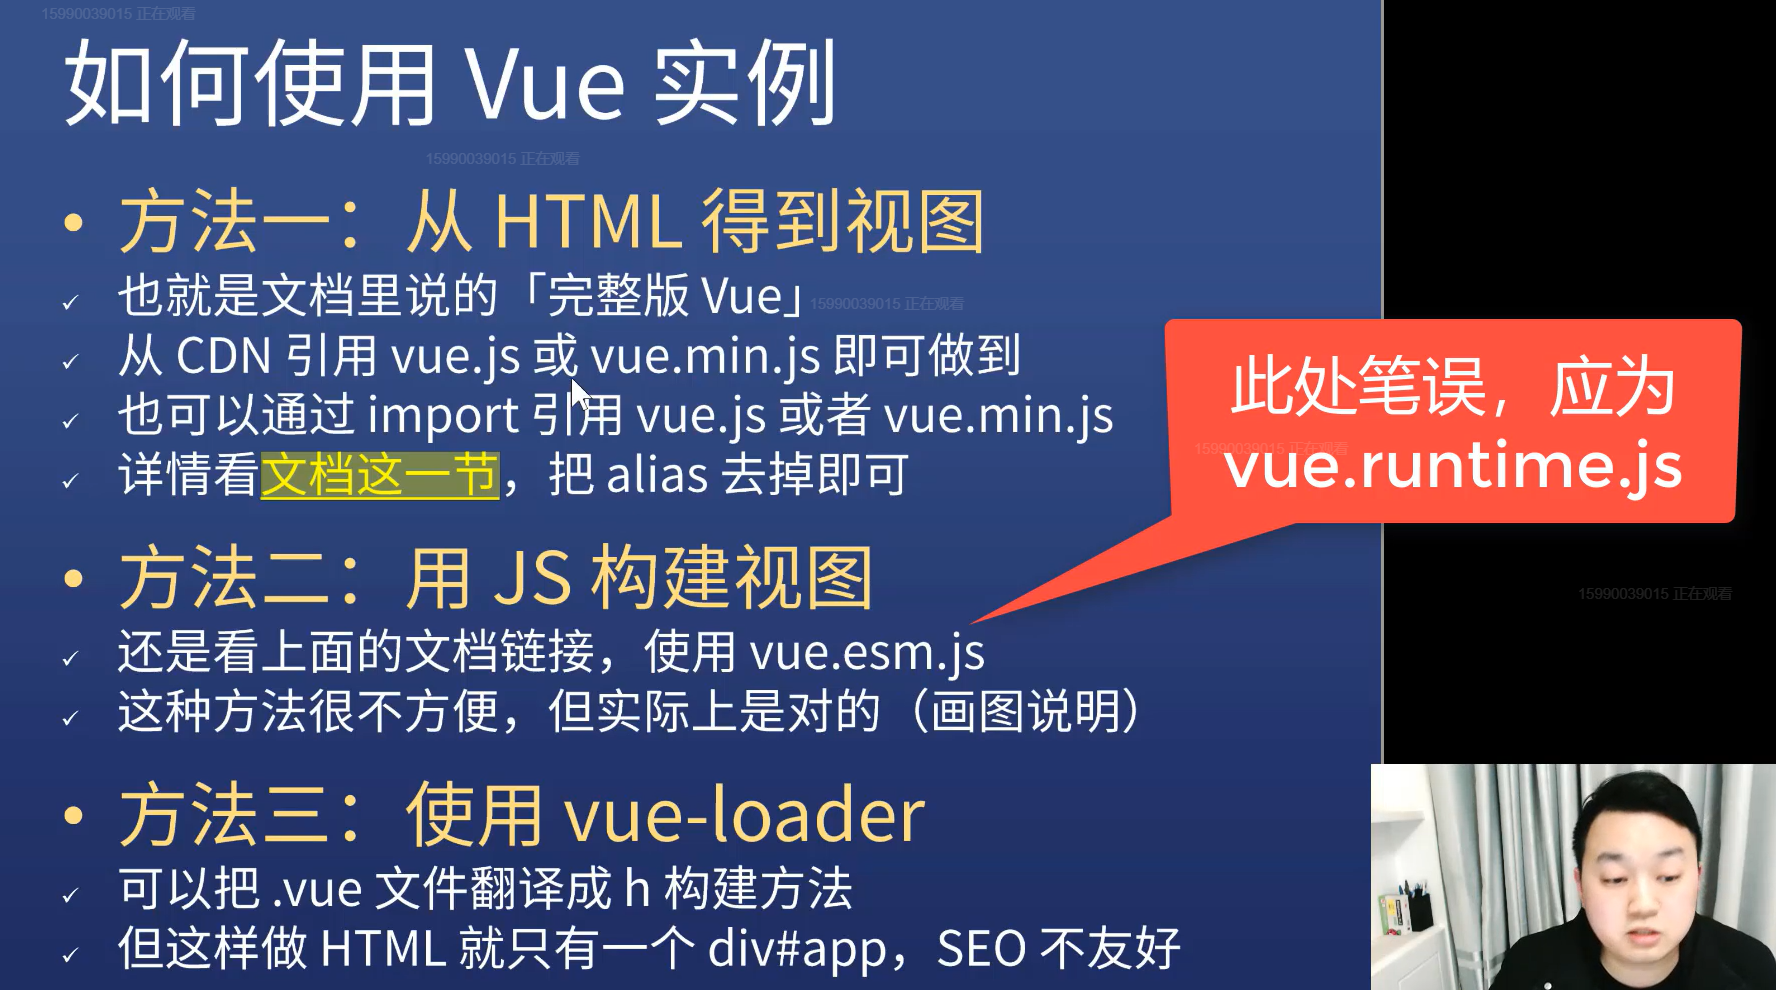 15990039015 正在观看
如何使用 Vue 实例
15990039015 正在观看
• 方法一：从 HTML 得到视图
✓ 也就是文档里说的「完整版 Vue」
15990039015 正在观看
✓ 从 CDN 引用 vue.js 或 vue.min.js 即可做到
✓ 也可以通过 import 引用 vue.js 或者 vue.min.js
✓ 详情看文档这一节，把 alias 去掉即可
此处笔误，应为
15990039015 正在观看
vue.runtime.js
• 方法二：用 JS 构建视图
15990039015 正在观看
✓ 还是看上面的文档链接，使用 vue.esm.js
✓ 这种方法很不方便，但实际上是对的（画图说明）
• 方法三：使用 vue-loader
✓ 可以把 .vue 文件翻译成 h 构建方法
✓ 但这样做 HTML 就只有一个 div#app，SEO 不友好